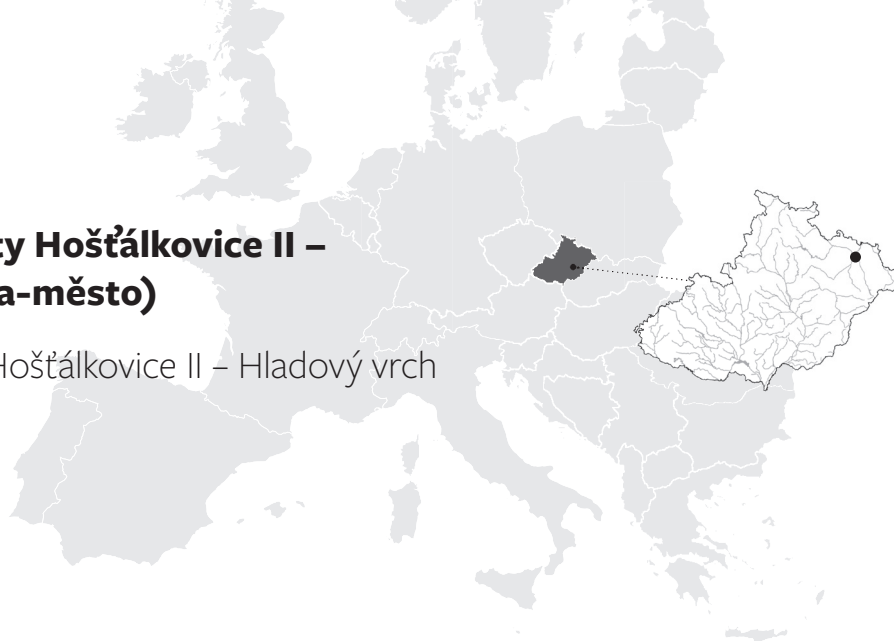 ty Hošťálkovice II –
a-město)
Hošťálkovice II – Hladový vrch